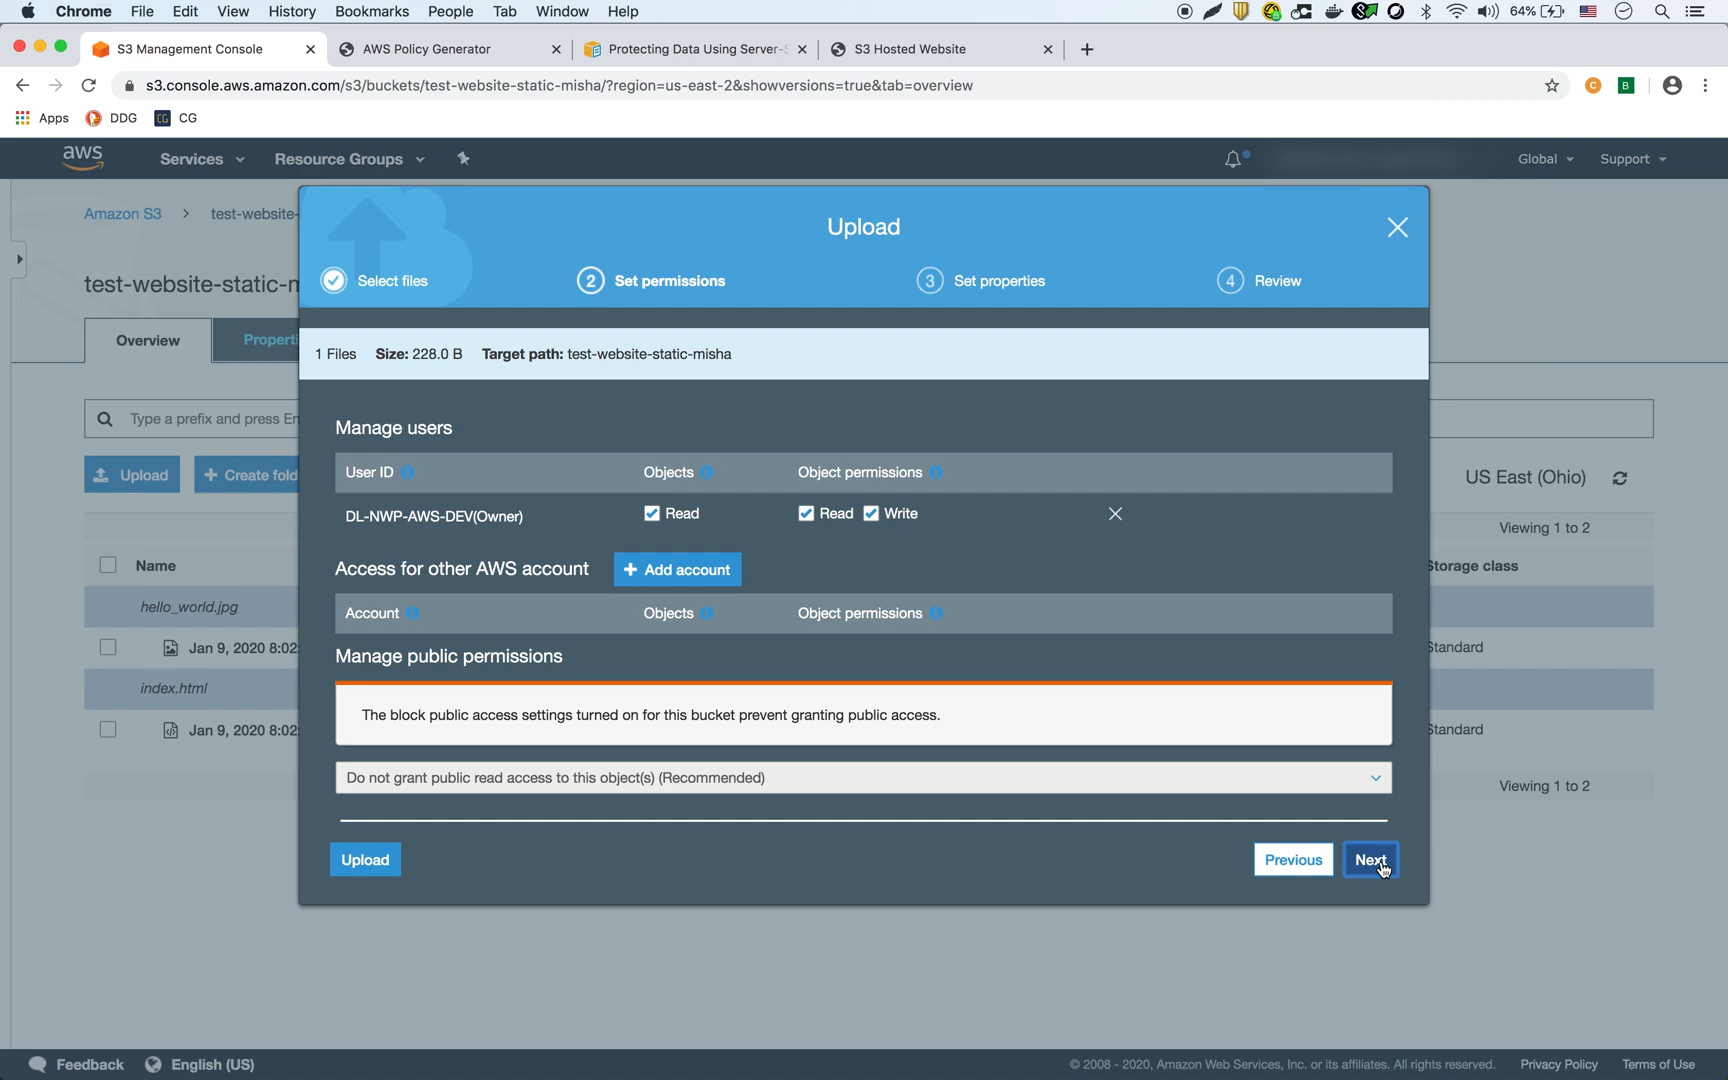 Chrome File Edit View History Bookmarks People Tab Window Help 64%
S3 Management Console AWS Policy Generator Protecting Data Using Server-S S3 Hosted Website
s3.console.aws.amazon.com/s3/buckets/test-website-static-misha/?region=us-east-2&showversions=true&tab=overview
Apps DDG CG CG
aws Services Resource Groups Global Support
Amazon S3 > test-website-
Upload
Select files 2 Set permissions 3 Set properties 4 Review
test-website-static-m
Overview Properti
1 Files Size: 228.0 B Target path: test-website-static-misha
Type a prefix and press En
Manage users
Upload + Create fold US East (Ohio)
User ID Objects Object permissions
DL-NWP-AWS-DEV(Owner) Read Read Write
Viewing 1 to 2
Name Storage class
Access for other AWS account + Add account
hello_world.jpg
Account Objects Object permissions
Jan 9, 2020 8:02: Standard
Manage public permissions
index.html
The block public access settings turned on for this bucket prevent granting public access.
Jan 9, 2020 8:02: Standard
Do not grant public read access to this object(s) (Recommended)
Viewing 1 to 2
Upload Previous Next
Feedback English (US) © 2008 - 2020, Amazon Web Services, Inc. or its affiliates. All rights reserved. Privacy Policy Terms of Use